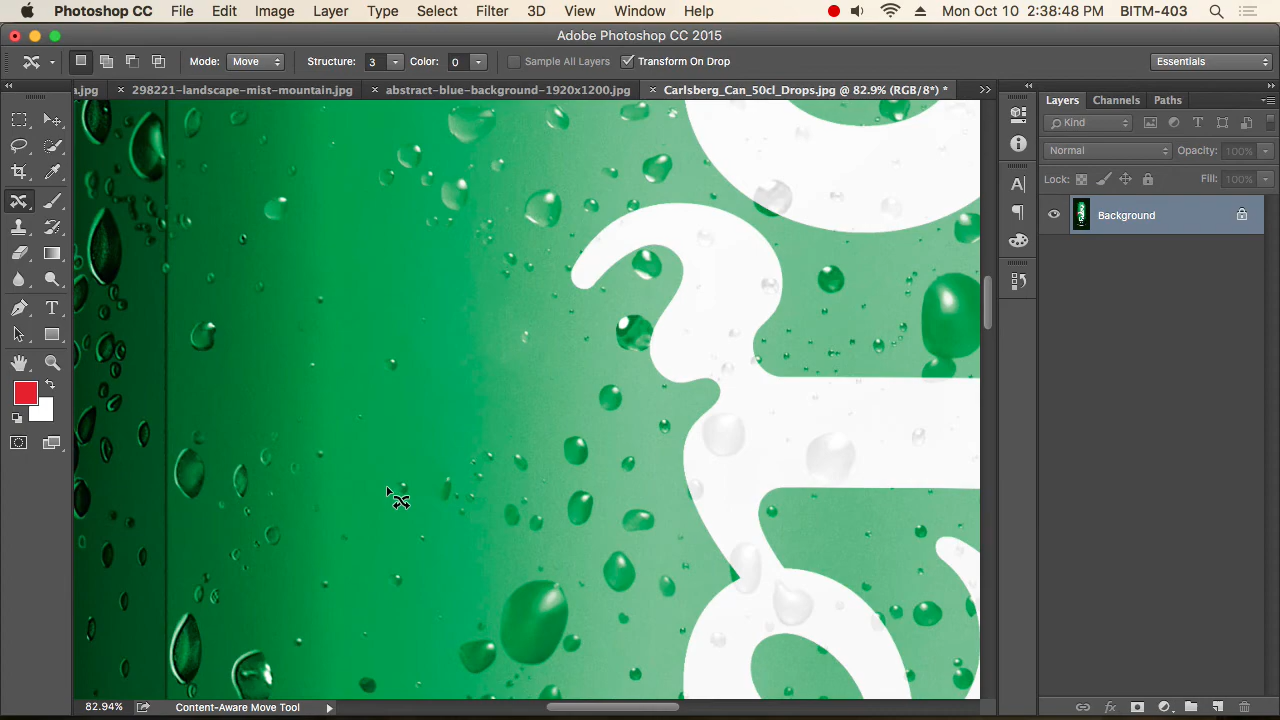 Photoshop CC File Edit Image Layer Type Select Filter 3D View Window Help Mon Oct 10 2:38:48 PM BITM-403
Adobe Photoshop CC 2015
Mode: Move Structure: 3 Color: 0 Sample All Layers Transform On Drop Essentials
a.jpg 298221-landscape-mist-mountain.jpg abstract-blue-background-1920x1200.jpg Carlsberg_Can_50cl_Drops.jpg @ 82.9% (RGB/8*) *
Layers Channels Paths
Kind
Normal Opacity: 100%
Lock: Fill: 100%
Background
82.94% Content-Aware Move Tool